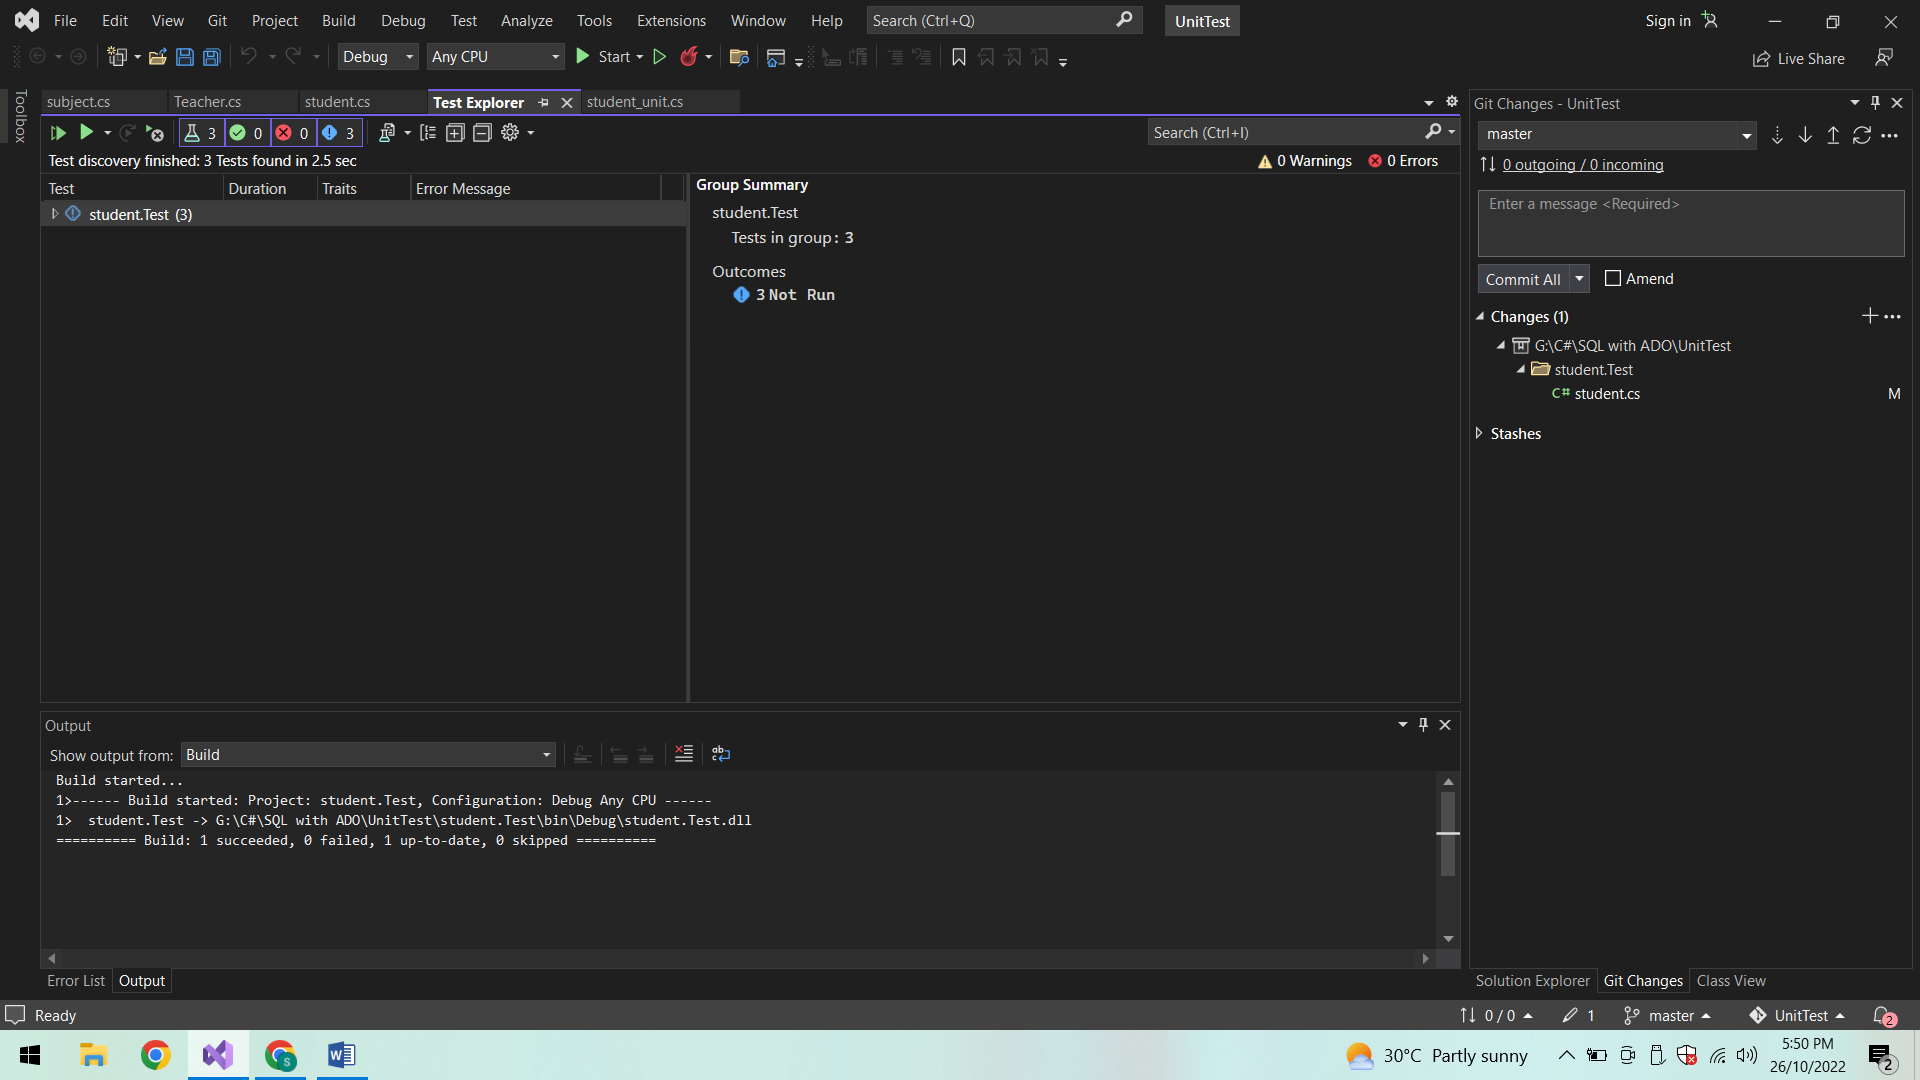 File Edit View Git Project Build Debug Test Analyze Tools Extensions Window Help Search (Ctrl+Q) UnitTest Sign in
Debug Any CPU Start Live Share
Toolbox
subject.cs Teacher.cs student.cs Test Explorer student_unit.cs
3 0 0 3 Search (Ctrl+I)
Test discovery finished: 3 Tests found in 2.5 sec 0 Warnings 0 Errors
Test Duration Traits Error Message
student.Test (3)
Group Summary
student.Test
Tests in group: 3
Outcomes
3 Not Run
Git Changes - UnitTest
master
0 outgoing / 0 incoming
Enter a message <Required>
Commit All Amend
Changes (1)
G:\C#\SQL with ADO\UnitTest
student.Test
C# student.cs M
Stashes
Output
Show output from: Build
Build started...
1>------ Build started: Project: student.Test, Configuration: Debug Any CPU ------
1>  student.Test -> G:\C#\SQL with ADO\UnitTest\student.Test\bin\Debug\student.Test.dll
========== Build: 1 succeeded, 0 failed, 1 up-to-date, 0 skipped ==========
Error List Output
Solution Explorer Git Changes Class View
Ready 0 / 0 1 master UnitTest 2
S W 30°C Partly sunny 5:50 PM
26/10/2022 2